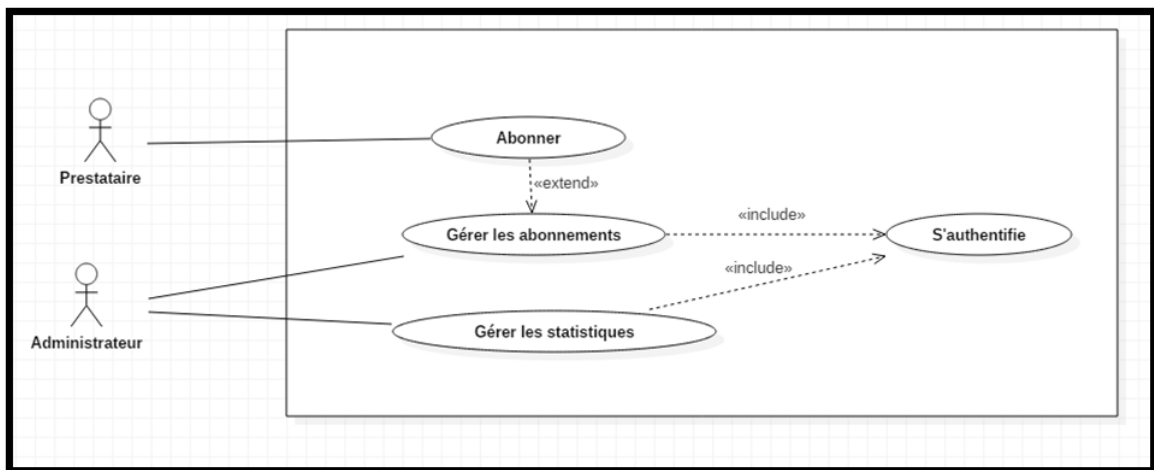 Abonner
Prestataire
«extend»
«include»
Gérer les abonnements
S'authentifie
«include»
Gérer les statistiques
Administrateur